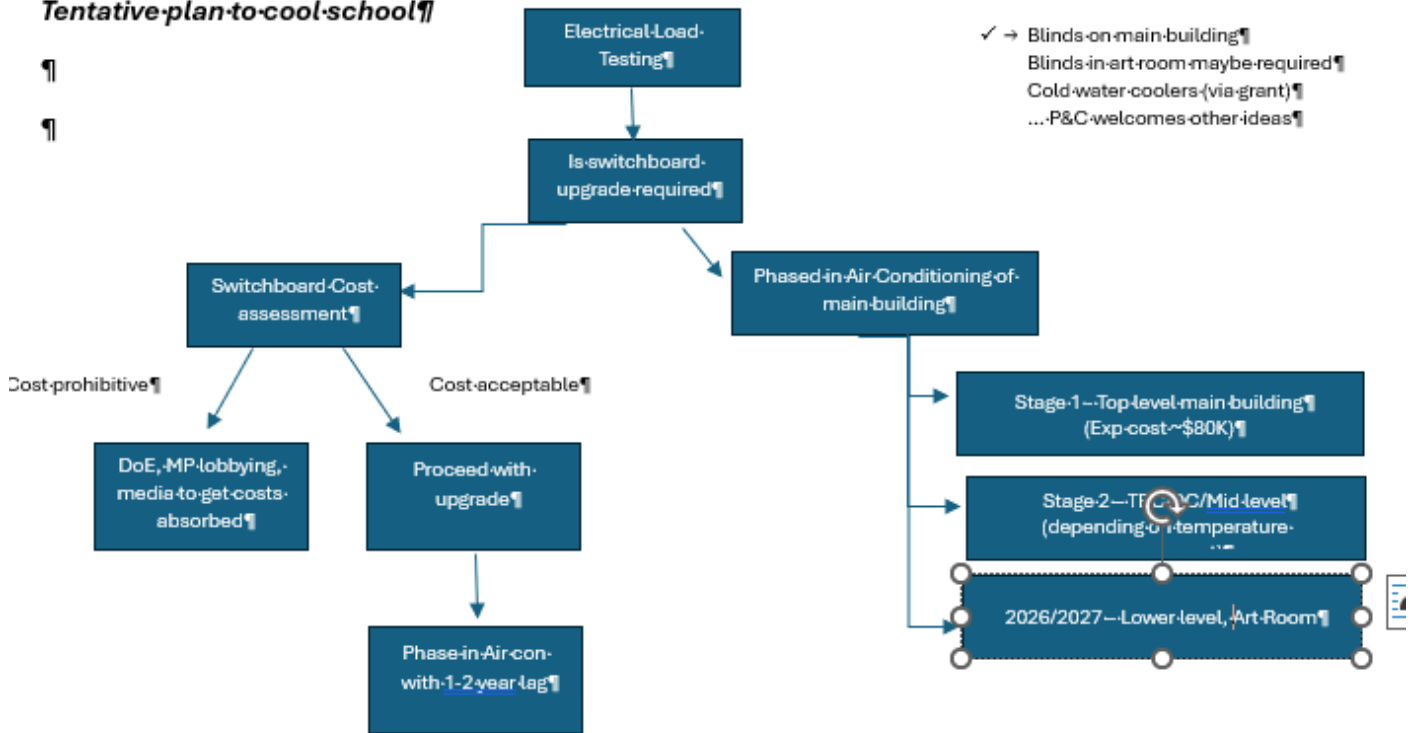 Tentative plan to cool school¶
¶
¶
Electrical Load
Testing¶
✓ → Blinds on main building¶
Blinds in art room maybe required¶
Cold water coolers (via grant)¶
... P&C welcomes other ideas¶
Is switchboard
upgrade required¶
Switchboard Cost
assessment¶
Phased in Air Conditioning of
main building¶
Cost prohibitive¶
Cost acceptable¶
DoE, MP lobbying,
media to get costs
absorbed¶
Proceed with
upgrade¶
Phase in Air con
with 1-2 year lag¶
Stage 1 – Top level main building¶
(Exp cost ~$80K)¶
Stage 2 – /Mid level¶
(depending on temperature
2026/2027 – Lower level, Art Room¶